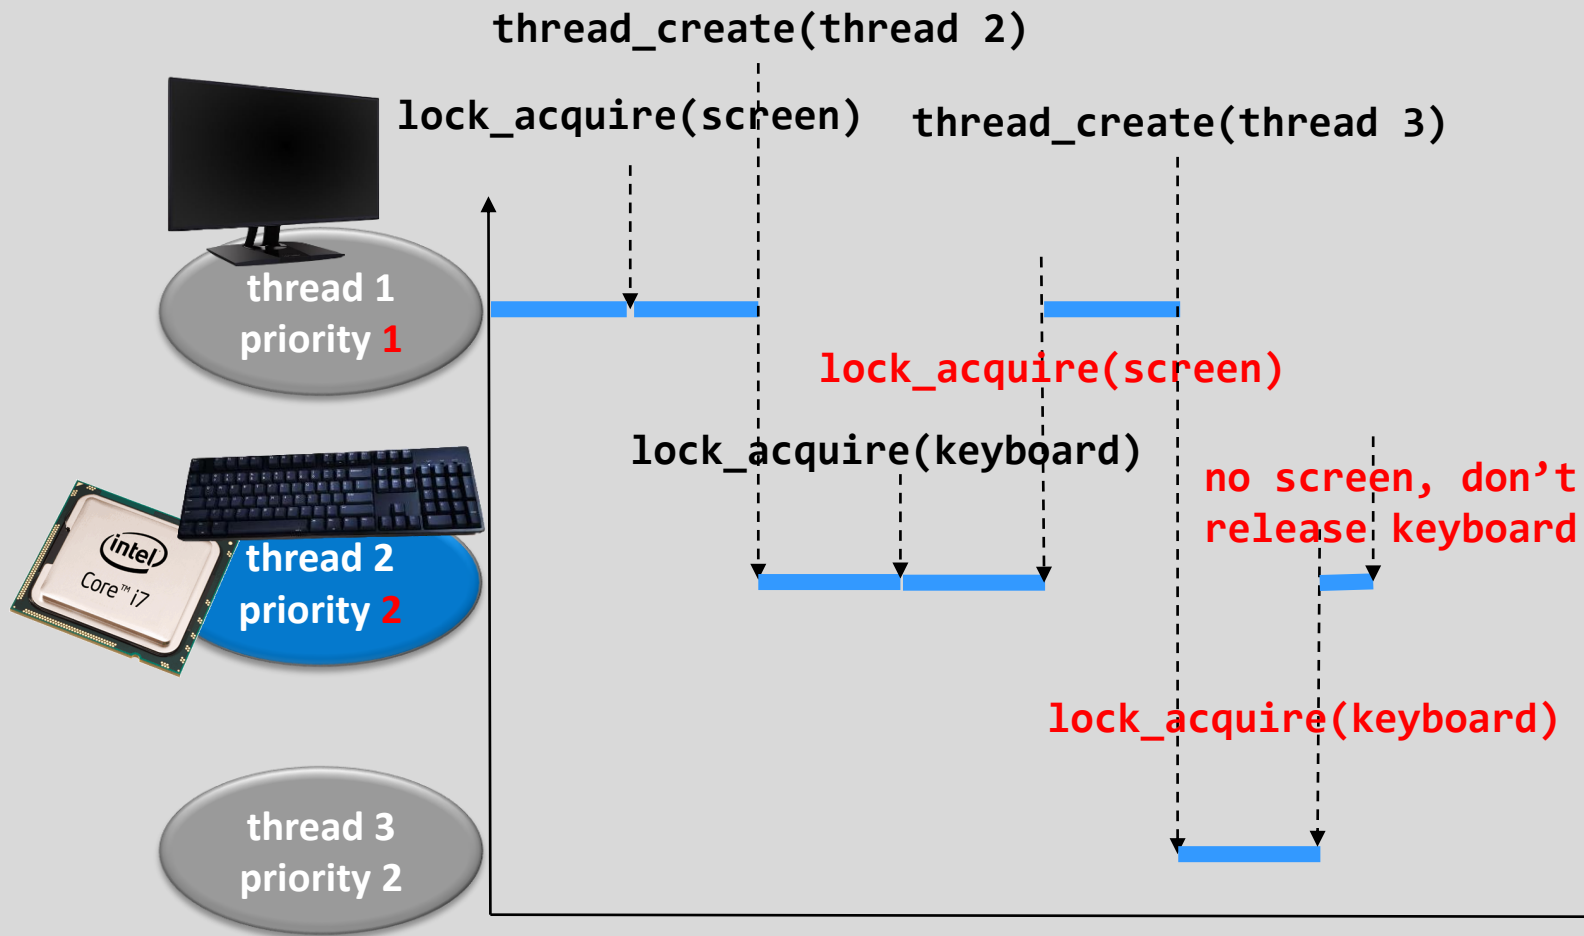 thread_create(thread 2)
lock_acquire(screen)
thread_create(thread 3)
thread 1
priority 1
lock_acquire(screen)
lock_acquire(keyboard)
no screen, don’t
release keyboard
intel
Core™ i7
thread 2
priority 2
lock_acquire(keyboard)
thread 3
priority 2